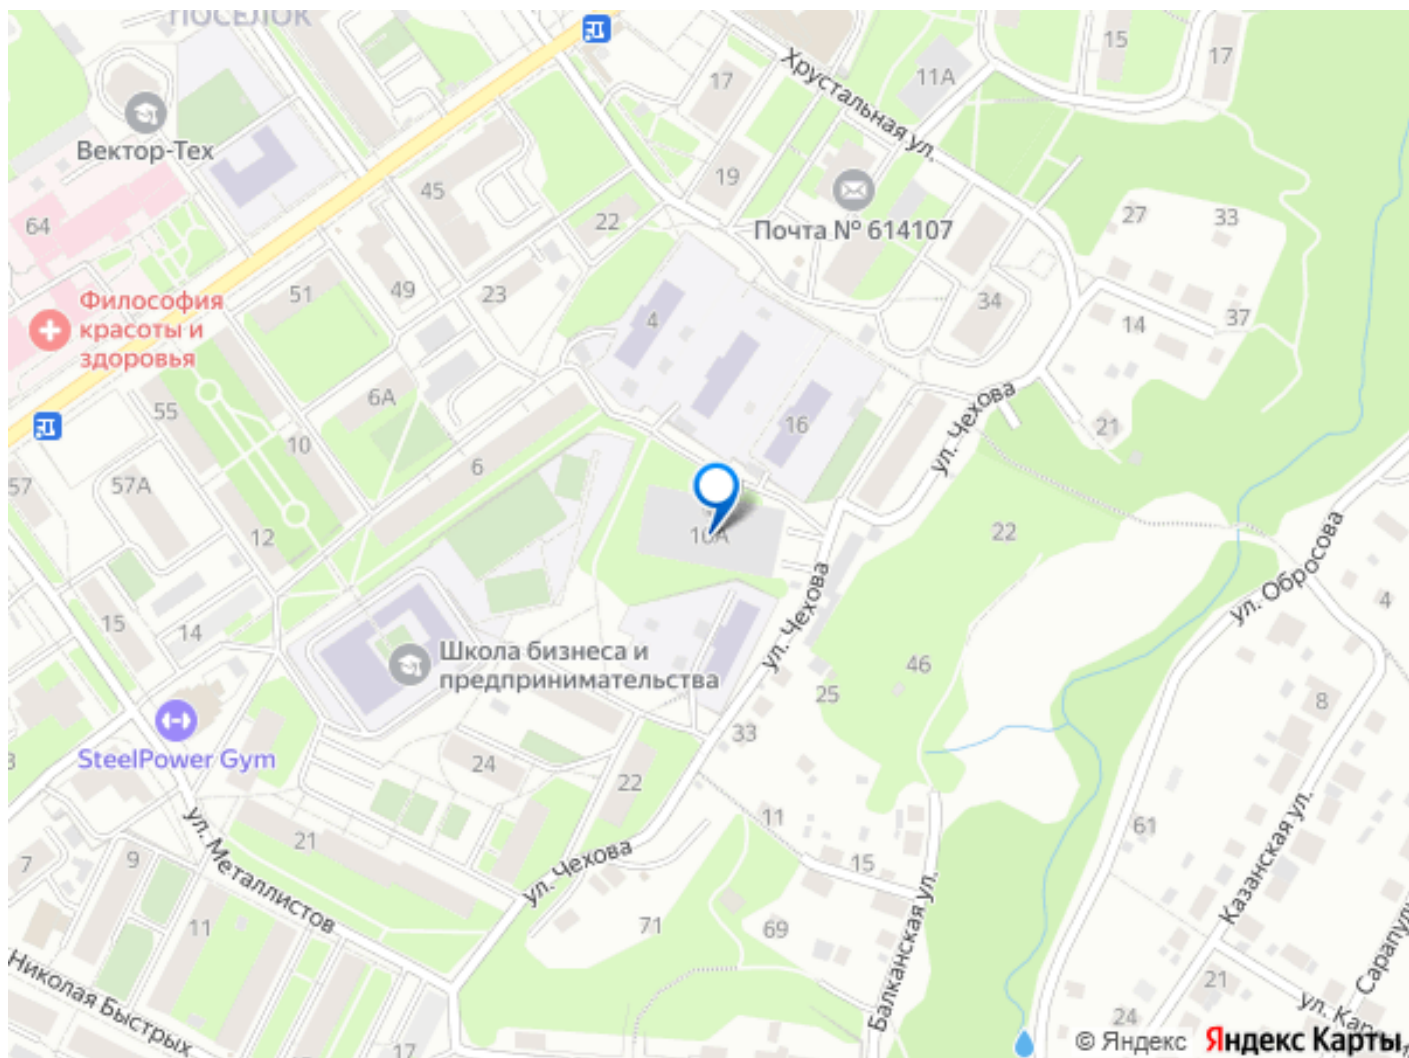 ПОСЕЛОК
15
17
17
11А
Хрустальная ул.
Вектор-Тех
45
19
64
22
Почта № 614107
27
33
Философия
красоты и
здоровья
51
49
23
4
34
14
37
6А
55
10
16
ул. Чехова
21
57
57А
6
12
10А
22
ул. Обросова
4
15
14
ул. Чехова
Школа бизнеса и
предпринимательства
46
25
8
SteelPower Gym
24
33
22
ул. Металлистов
21
ул. Чехова
11
15
61
7
9
11
71
69
Балканская ул.
Казанская ул.
Николая Быстрых
17
21
24
© Яндекс Яндекс Карты